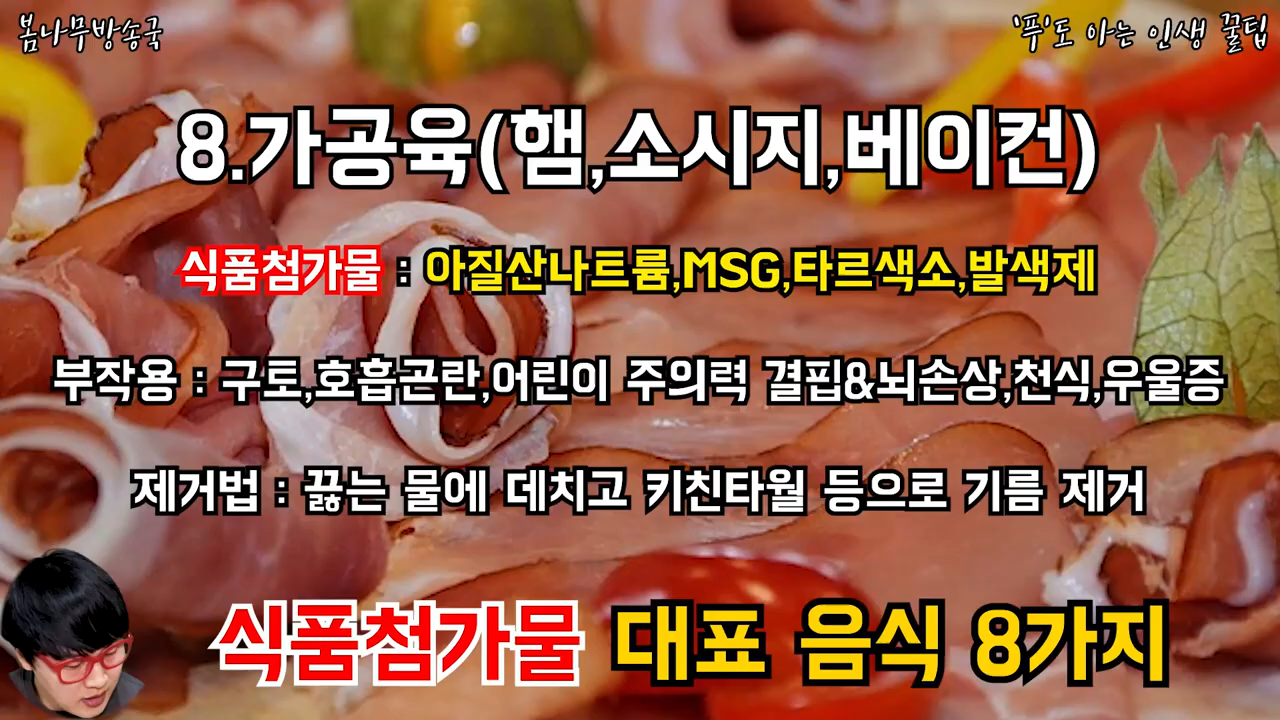 봄나무방송국
'푸'도 아는 인생 꿀팁
8.가공육(햄,소시지,베이컨)
식품첨가물 : 아질산나트륨,MSG,타르색소,발색제
부작용 : 구토,호흡곤란,어린이 주의력 결핍&뇌손상,천식,우울증
제거법 : 끓는 물에 데치고 키친타월 등으로 기름 제거
식품첨가물 대표 음식 8가지